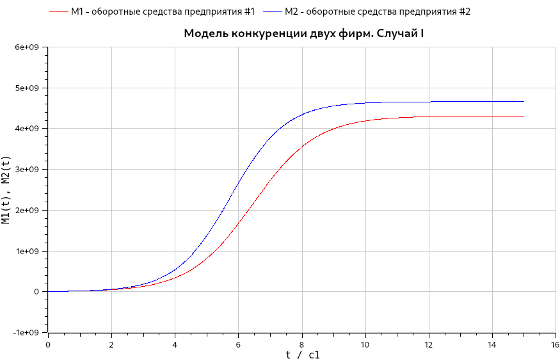 M1 - оборотные средства предприятия #1 M2 - оборотные средства предприятия #2
Модель конкуренции двух фирм. Случай I
6e+09
5e+09
4e+09
3e+09
2e+09
1e+09
0
-1e+09
M1(t), M2(t)
0 2 4 6 8 10 12 14 16
t / c1